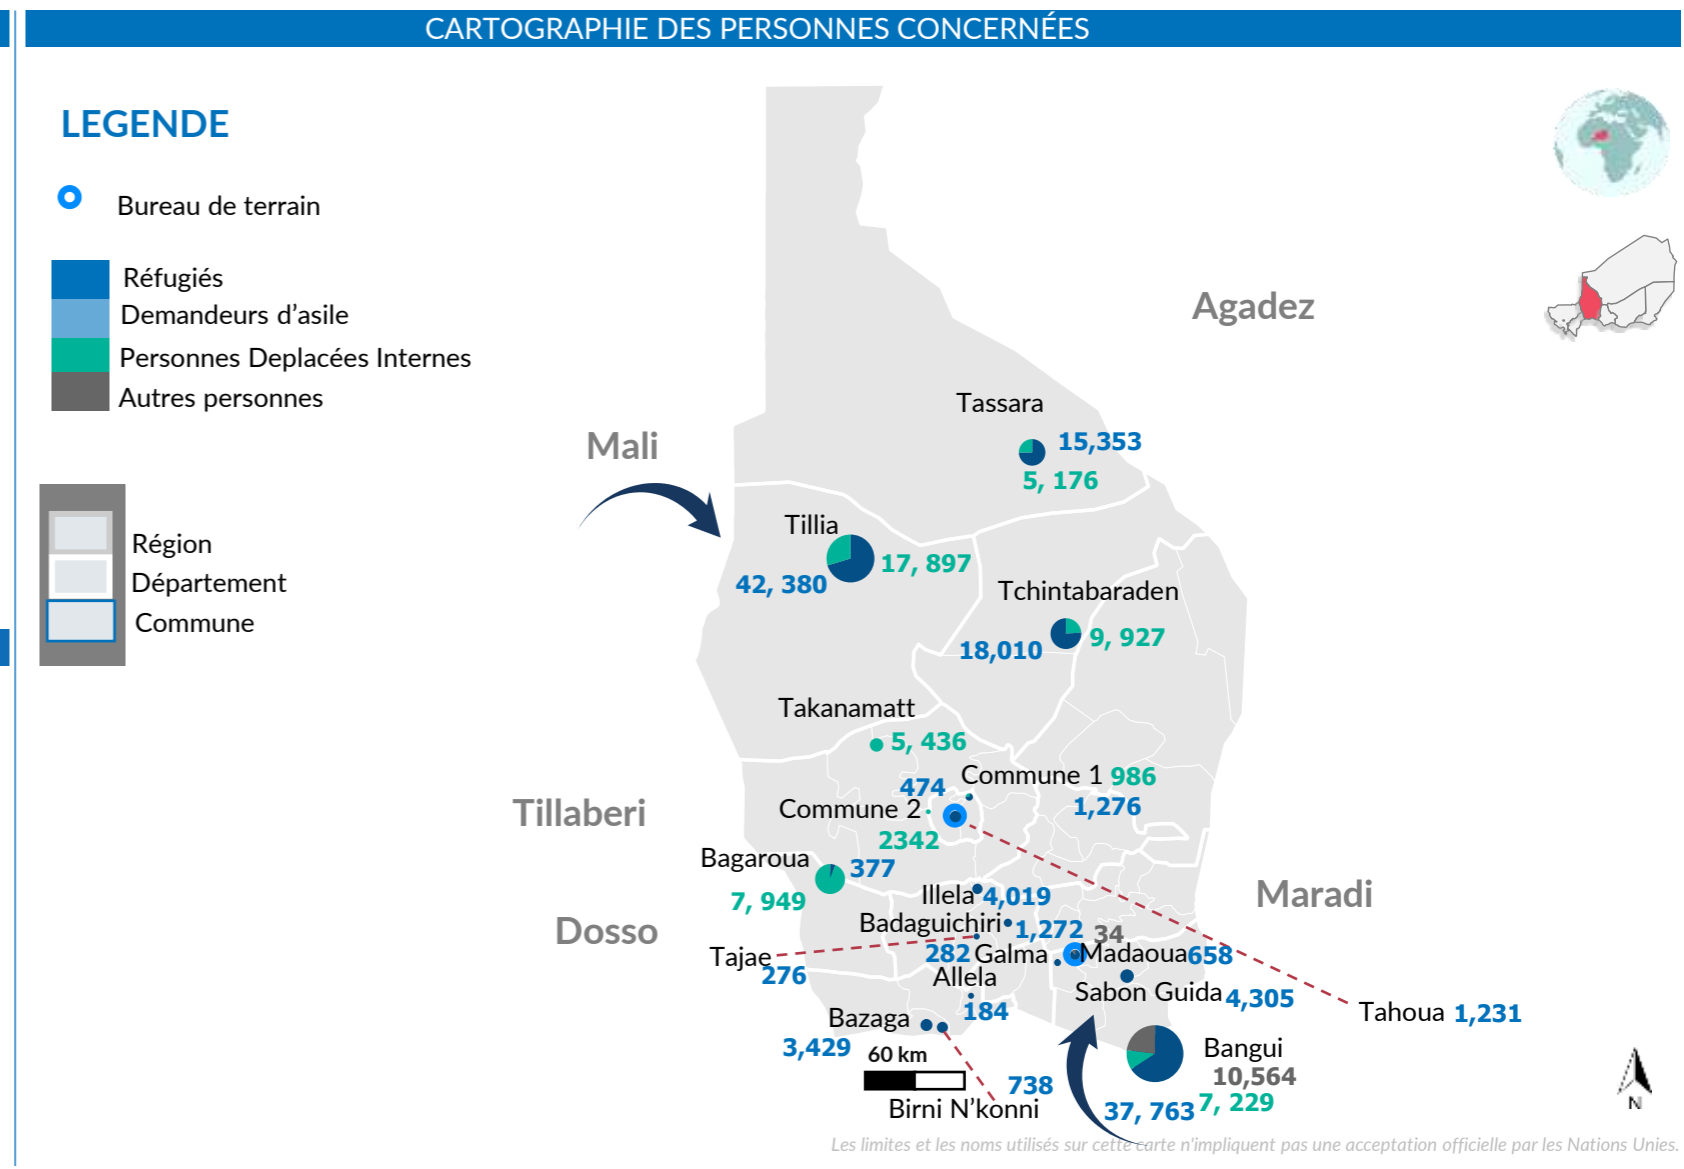 CARTOGRAPHIE DES PERSONNES CONCERNÉES
LEGENDE
Bureau de terrain
Réfugiés
Demandeurs d'asile
Personnes Deplacées Internes
Autres personnes
Région
Département
Commune
Agadez
Mali
Tassara
15,353
5, 176
Tillia
17, 897
42, 380
Tchintabaraden
9, 927
18,010
Takanamatt
5, 436
Commune 1 986
474
1,276
Commune 2
2342
Tillaberi
Bagaroua
377
7, 949
Illela 4,019
Maradi
Dosso
Badaguichiri 1,272
34
Tajae
276
282 Galma
Madaoua 658
Allela
184
Sabon Guida 4,305
Tahoua 1,231
Bazaga
3,429
60 km
738
Birni N'konni
Bangui
10,564
37, 763 7, 229
N
Les limites et les noms utilisés sur cette carte n'impliquent pas une acceptation officielle par les Nations Unies.